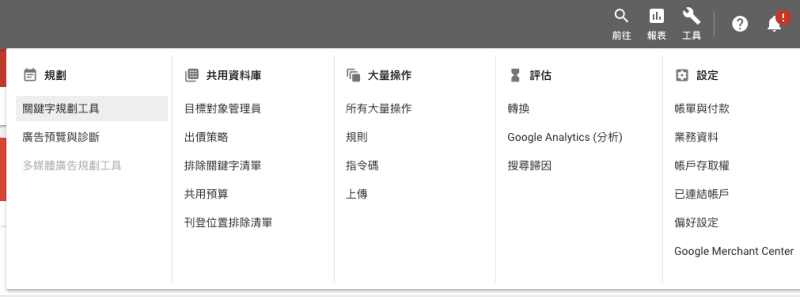 前往
報表
工具
!
規劃
關鍵字規劃工具
廣告預覽與診斷
多媒體廣告規劃工具
共用資料庫
目標對象管理員
出價策略
排除關鍵字清單
共用預算
刊登位置排除清單
大量操作
所有大量操作
規則
指令碼
上傳
評估
轉換
Google Analytics (分析)
搜尋歸因
設定
帳單與付款
業務資料
帳戶存取權
已連結帳戶
偏好設定
Google Merchant Center